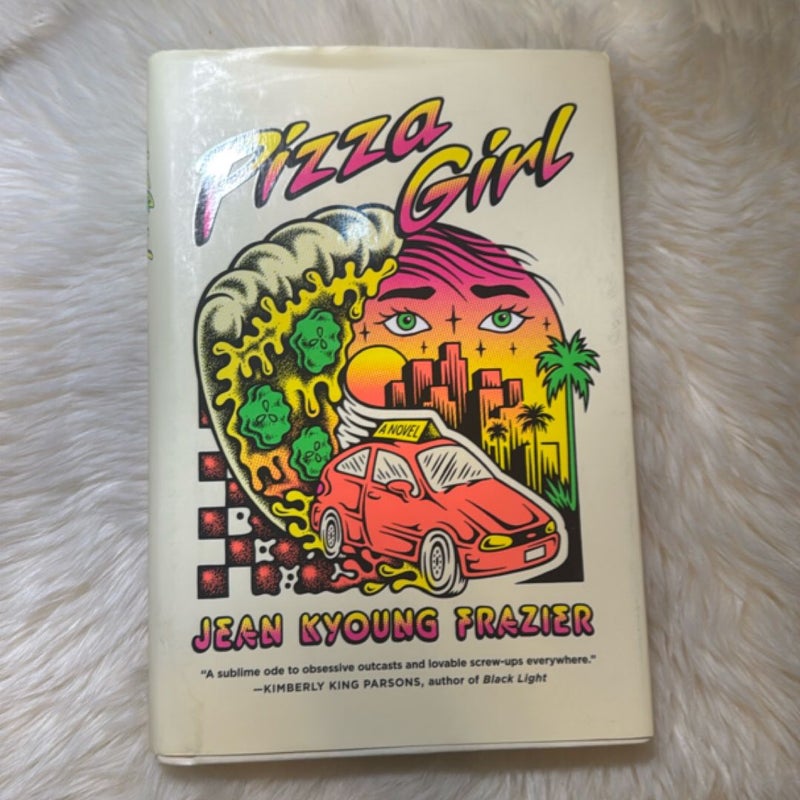 Pizza
Girl
A NOVEL
BY
JEAN KYOUNG FRAZIER
“A sublime ode to obsessive outcasts and lovable screw-ups everywhere.”
—KIMBERLY KING PARSONS, author of Black Light